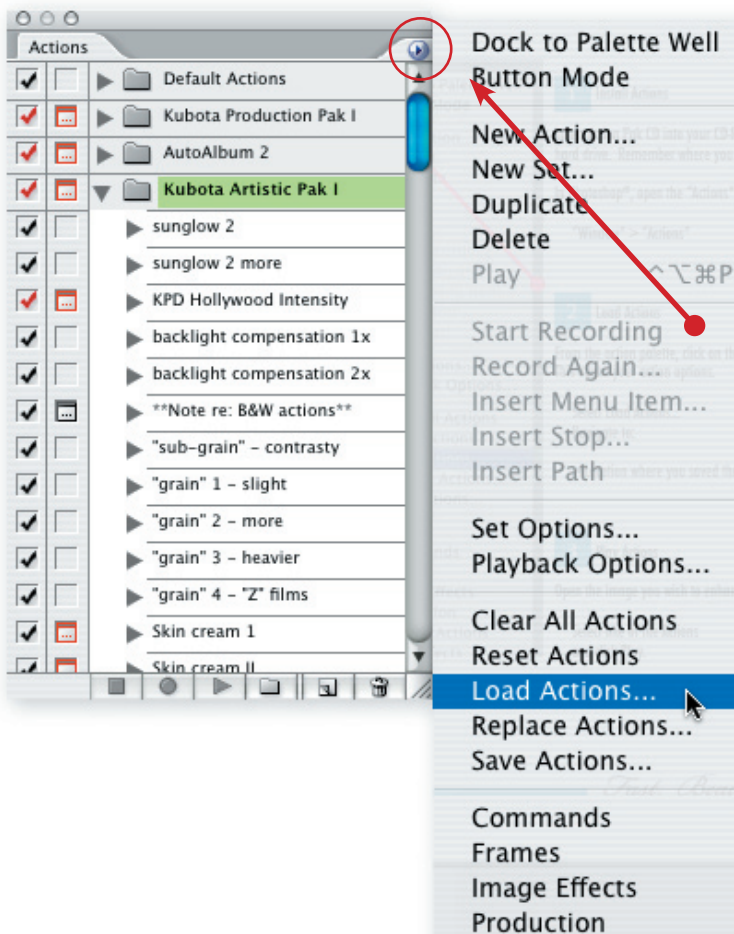 Actions
Default Actions
Kubota Production Pak I
AutoAlbum 2
Kubota Artistic Pak I
sunglow 2
sunglow 2 more
KPD Hollywood Intensity
backlight compensation 1x
backlight compensation 2x
**Note re: B&W actions**
"sub-grain" - contrasty
"grain" 1 - slight
"grain" 2 - more
"grain" 3 - heavier
"grain" 4 - "Z" films
Skin cream 1
Skin cream II
Dock to Palette Well
Button Mode
New Action...
New Set...
Duplicate
Delete
Play ^⌥⌘P
Start Recording
Record Again...
Insert Menu Item...
Insert Stop...
Insert Path
Set Options...
Playback Options...
Clear All Actions
Reset Actions
Load Actions...
Replace Actions...
Save Actions...
Commands
Frames
Image Effects
Production